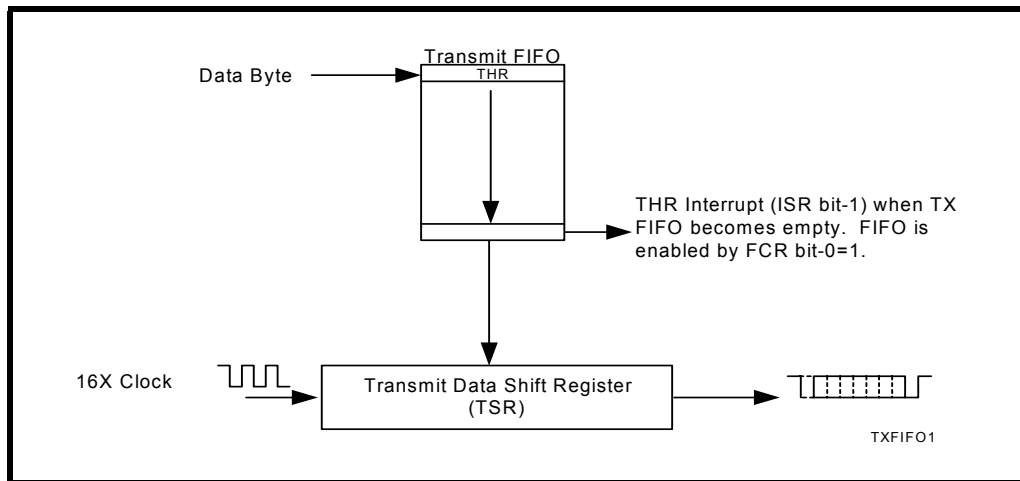 Transmit FIFO
Data Byte
THR
THR Interrupt (ISR bit-1) when TX
FIFO becomes empty. FIFO is
enabled by FCR bit-0=1.
16X Clock
Transmit Data Shift Register
(TSR)
TXFIFO1